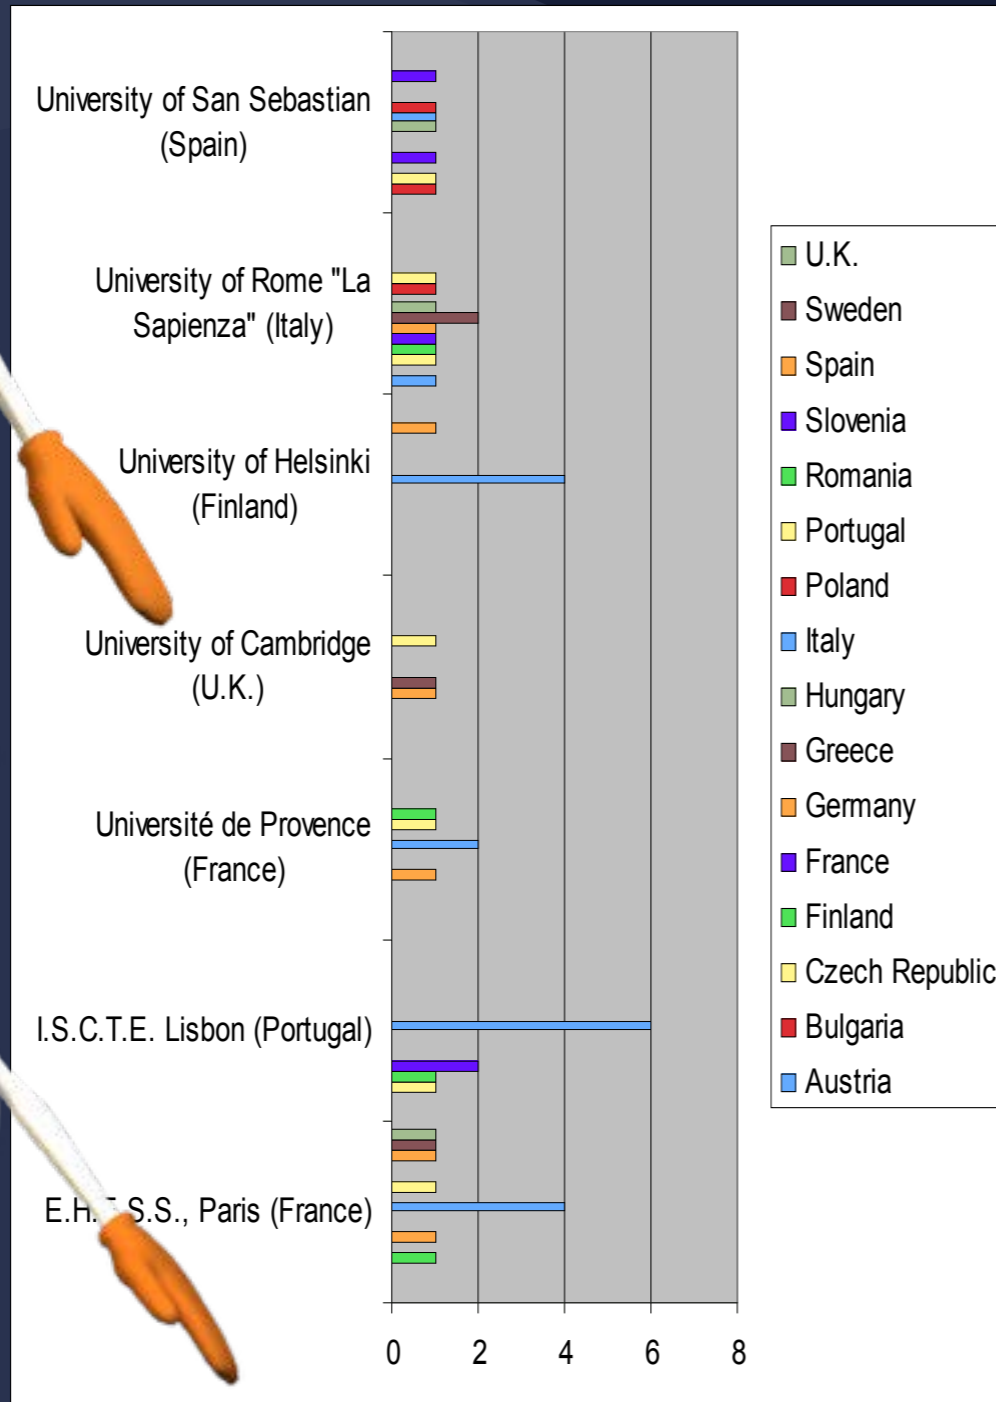 University of San Sebastian
(Spain)
University of Rome "La
Sapienza" (Italy)
University of Helsinki
(Finland)
University of Cambridge
(U.K.)
Université de Provence
(France)
I.S.C.T.E. Lisbon (Portugal)
S.S., Paris (France)
0 2 4 6 8
U.K.
Sweden
Spain
Slovenia
Romania
Portugal
Poland
Italy
Hungary
Greece
Germany
France
Finland
Czech Republic
Bulgaria
Austria